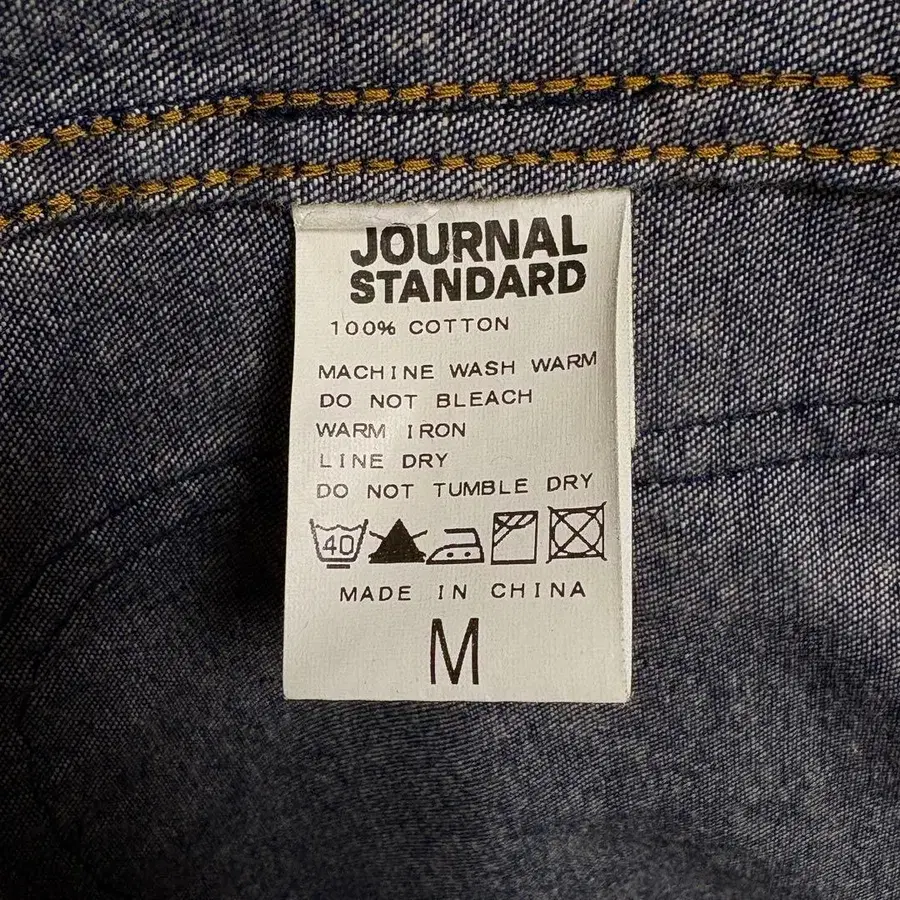 JOURNAL
STANDARD
100% COTTON
MACHINE WASH WARM
DO NOT BLEACH
WARM IRON
LINE DRY
DO NOT TUMBLE DRY
40
MADE IN CHINA
M